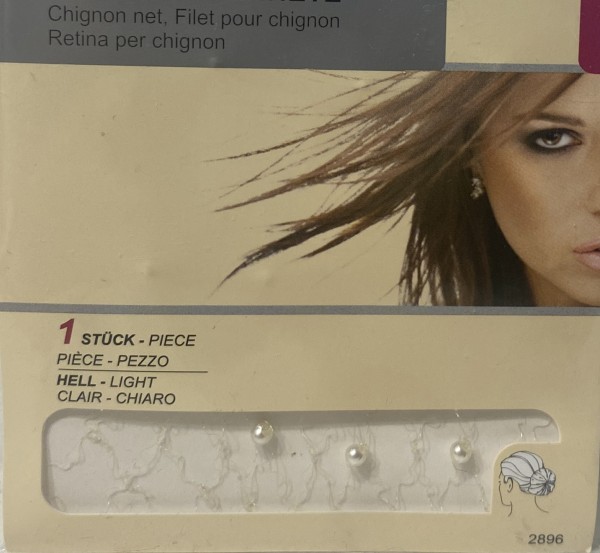 Chignon net, Filet pour chignon
Retina per chignon
1 STÜCK - PIECE
PIÈCE - PEZZO
HELL - LIGHT
CLAIR - CHIARO
2896